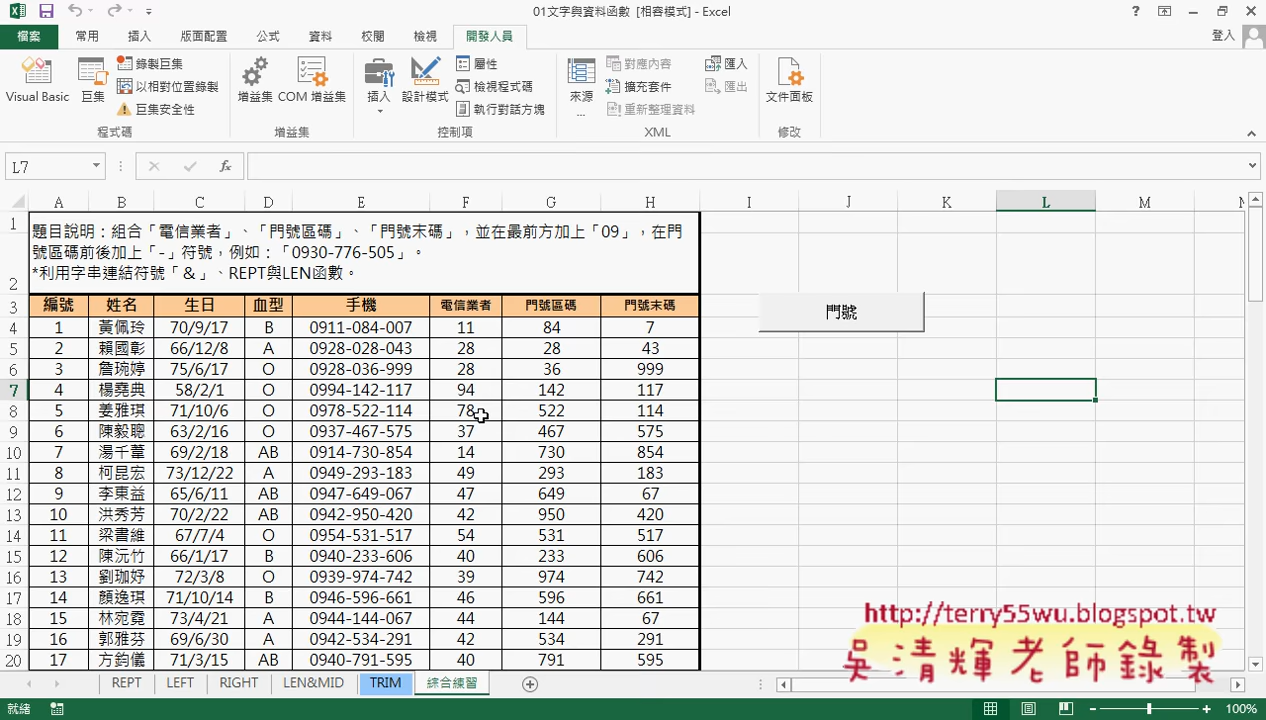 01文字與資料函數 [相容模式] - Excel
檔案 常用 插入 版面配置 公式 資料 校閱 檢視 開發人員 登入
Visual Basic 巨集 錄製巨集 以相對位置錄製 巨集安全性 程式碼
增益集 COM 增益集 增益集
插入 設計模式 屬性 檢視程式碼 執行對話方塊 控制項
來源 ... 對應內容 擴充套件 重新整理資料 匯入 匯出 XML
文件面板 修改
L7 fx
A B C D E F G H I J K L M N
1 題目說明：組合「電信業者」、「門號區碼」、「門號末碼」，並在最前方加上「09」，在門
號區碼前後加上「-」符號，例如：「0930-776-505」。
2 *利用字串連結符號「&」、REPT與LEN函數。
3 編號 姓名 生日 血型 手機 電信業者 門號區碼 門號末碼
門號
4 1 黃佩玲 70/9/17 B 0911-084-007 11 84 7
5 2 賴國彰 66/12/8 A 0928-028-043 28 28 43
6 3 詹琬婷 75/6/17 O 0928-036-999 28 36 999
7 4 楊堯典 58/2/1 O 0994-142-117 94 142 117
8 5 姜雅琪 71/10/6 O 0978-522-114 78 522 114
9 6 陳毅聰 63/2/16 O 0937-467-575 37 467 575
10 7 湯千葦 69/2/18 AB 0914-730-854 14 730 854
11 8 柯昆宏 73/12/22 A 0949-293-183 49 293 183
12 9 李東益 65/6/11 AB 0947-649-067 47 649 67
13 10 洪秀芳 70/2/22 AB 0942-950-420 42 950 420
14 11 梁書維 67/7/4 O 0954-531-517 54 531 517
15 12 陳沅竹 66/1/17 B 0940-233-606 40 233 606
16 13 劉珈妤 72/3/8 O 0939-974-742 39 974 742
17 14 顏逸琪 71/10/14 B 0946-596-661 46 596 661
18 15 林宛霓 73/4/21 A 0944-144-067 44 144 67
19 16 郭雅芬 69/6/30 A 0942-534-291 42 534 291
20 17 方鈞儀 71/3/15 AB 0940-791-595 40 791 595
http://terry55wu.blogspot.tw
吳清輝老師錄製
REPT LEFT RIGHT LEN&MID TRIM 綜合練習
就緒 100%